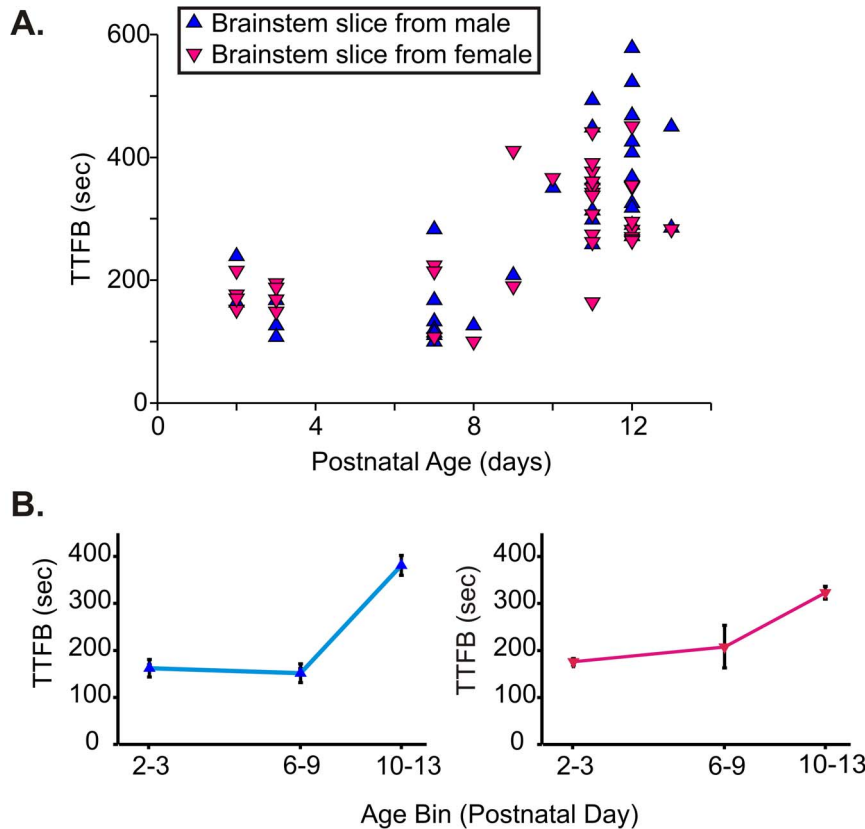 A.
Brainstem slice from male
Brainstem slice from female
600
400
200
0
TTFB (sec)
0 4 8 12
Postnatal Age (days)
B.
400
300
200
100
0
TTFB (sec)
2-3 6-9 10-13
400
300
200
100
0
TTFB (sec)
2-3 6-9 10-13
Age Bin (Postnatal Day)